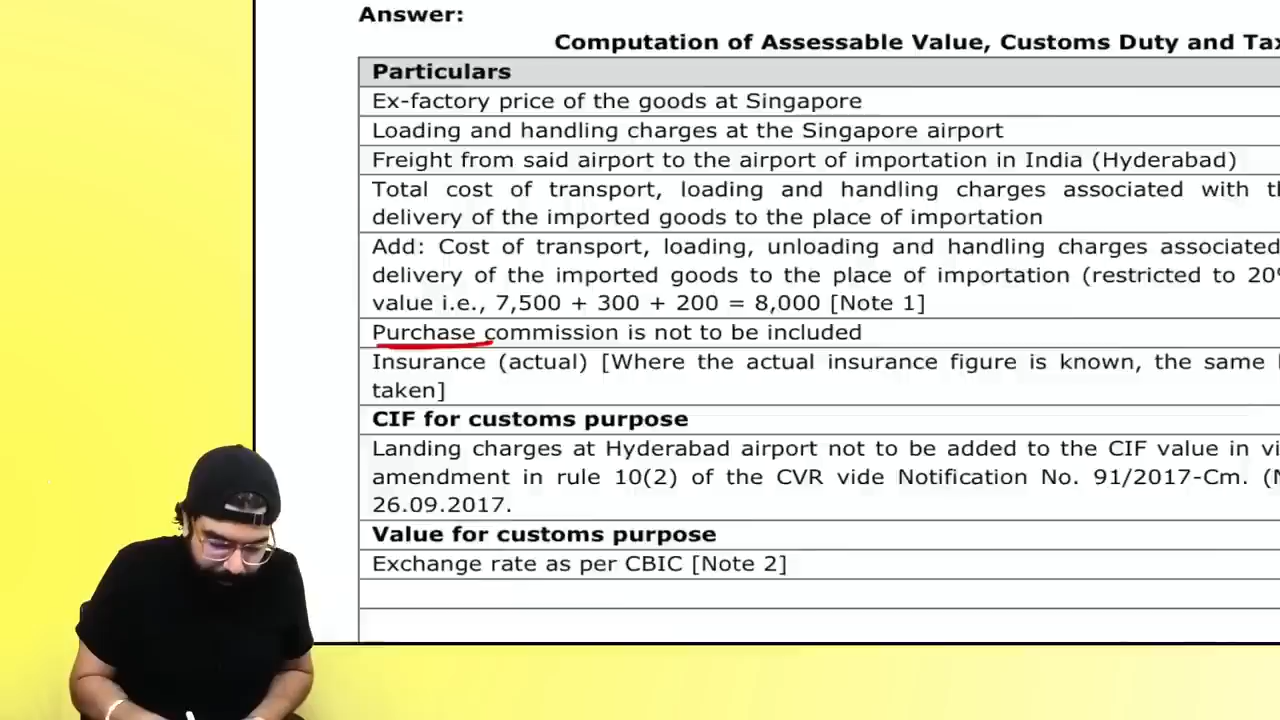 Answer:
Computation of Assessable Value, Customs Duty and
Particulars
Ex-factory price of the goods at Singapore
Loading and handling charges at the Singapore airport
Freight from said airport to the airport of importation in India (Hyderabad)
Total cost of transport, loading and handling charges associated with
delivery of the imported goods to the place of importation
Add: Cost of transport, loading, unloading and handling charges associated
delivery of the imported goods to the place of importation (restricted to
value i.e., 7,500 + 300 + 200 = 8,000 [Note 1]
Purchase commission is not to be included
Insurance (actual) [Where the actual insurance figure is known, the same
taken]
CIF for customs purpose
Landing charges at Hyderabad airport not to be added to the CIF value in
amendment in rule 10(2) of the CVR vide Notification No. 91/2017-Cm.
26.09.2017.
Value for customs purpose
Exchange rate as per CBIC [Note 2]